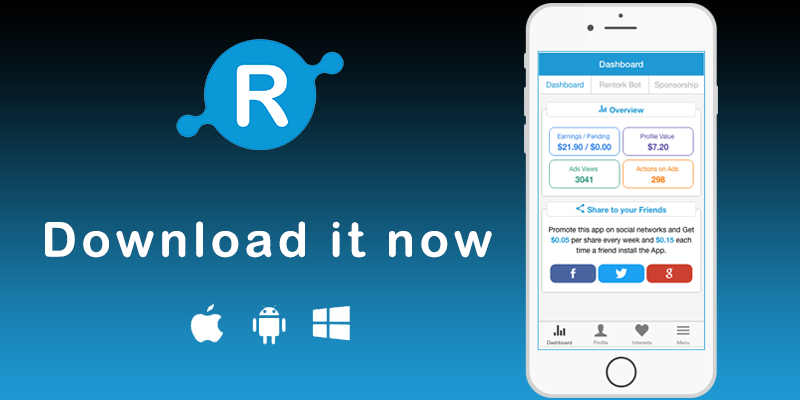 R
Download it now
Dashboard
Dashboard Rentork Bot Sponsorship
Overview
Earnings / Pending Profile Value
$21.90 / $0.00 $7.20
Ads Views Actions on Ads
3041 298
Share to your Friends
Promote this app on social networks and Get
$0.05 per share every week and $0.15 each
time a friend install the App.
f g
Dashboard Profile Interests Menu